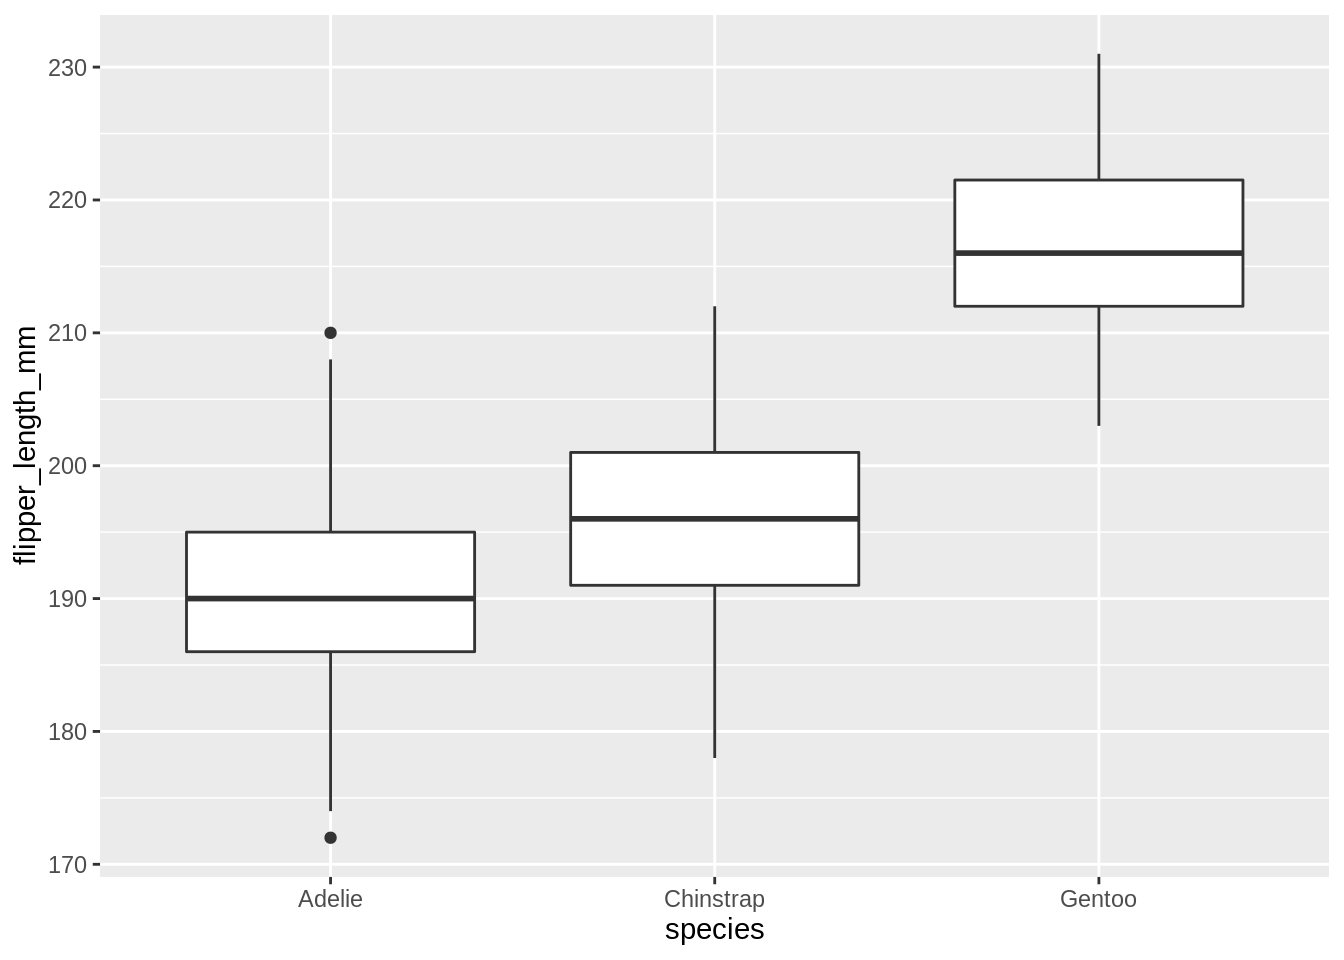 flipper_length_mm
230
220
210
200
190
180
170
Adelie
Chinstrap
Gentoo
species